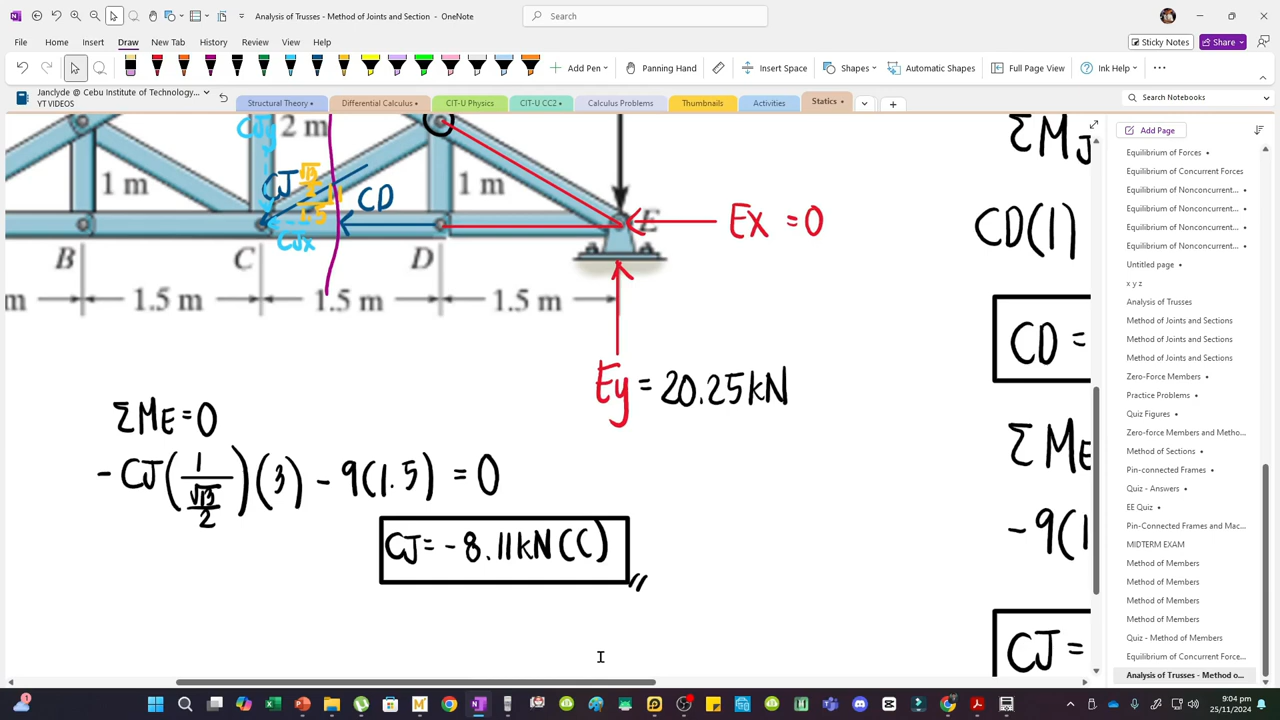 Analysis of Trusses - Method of Joints and Section - OneNote
Search
File Home Insert Draw New Tab History Review View Help
Sticky Notes Share
Add Pen Panning Hand Insert Space Shapes Automatic Shapes Full Page View Ink Help
Janclyde @ Cebu Institute of Technology...
YT VIDEOS
Structural Theory Differential Calculus CIT-U Physics CIT-U CC2 Calculus Problems Thumbnails Activities Statics
Search Notebooks
Add Page
Equilibrium of Forces
Equilibrium of Concurrent Forces
Equilibrium of Nonconcurrent...
Equilibrium of Nonconcurrent...
Equilibrium of Nonconcurrent...
Equilibrium of Nonconcurrent...
Untitled page
x y z
Analysis of Trusses
Method of Joints and Sections
Method of Joints and Sections
Method of Joints and Sections
Zero-Force Members
Practice Problems
Quiz Figures
Zero-force Members and Metho...
Method of Sections
Pin-connected Frames
Quiz - Answers
EE Quiz
Pin-Connected Frames and Mac...
MIDTERM EXAM
Method of Members
Method of Members
Method of Members
Method of Members
Quiz - Method of Members
Equilibrium of Concurrent Force...
Analysis of Trusses - Method o...
CJy 2 m
1 m CJ √13/2 1.5 CD 1 m
CJx
E Ex = 0
B C D
m 1.5 m 1.5 m 1.5 m
Ey = 20.25kN
ΣME = 0
- CJ(1/(√13/2))(3) - 9(1.5) = 0
CJ = -8.11kN (C)
ΣMJ
CD(1)
CD =
ΣME
-9(1
CJ =
1
9:04 pm
25/11/2024